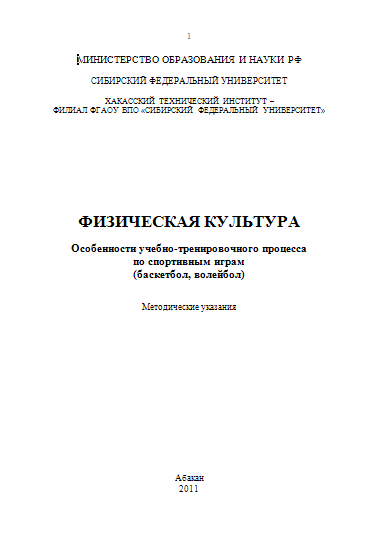 1
МИНИСТЕРСТВО ОБРАЗОВАНИЯ И НАУКИ РФ
СИБИРСКИЙ ФЕДЕРАЛЬНЫЙ УНИВЕРСИТЕТ
ХАКАССКИЙ ТЕХНИЧЕСКИЙ ИНСТИТУТ –
ФИЛИАЛ ФГАОУ ВПО «СИБИРСКИЙ ФЕДЕРАЛЬНЫЙ УНИВЕРСИТЕТ»
ФИЗИЧЕСКАЯ КУЛЬТУРА
Особенности учебно-тренировочного процесса
по спортивным играм
(баскетбол, волейбол)
Методические указания
Абакан
2011